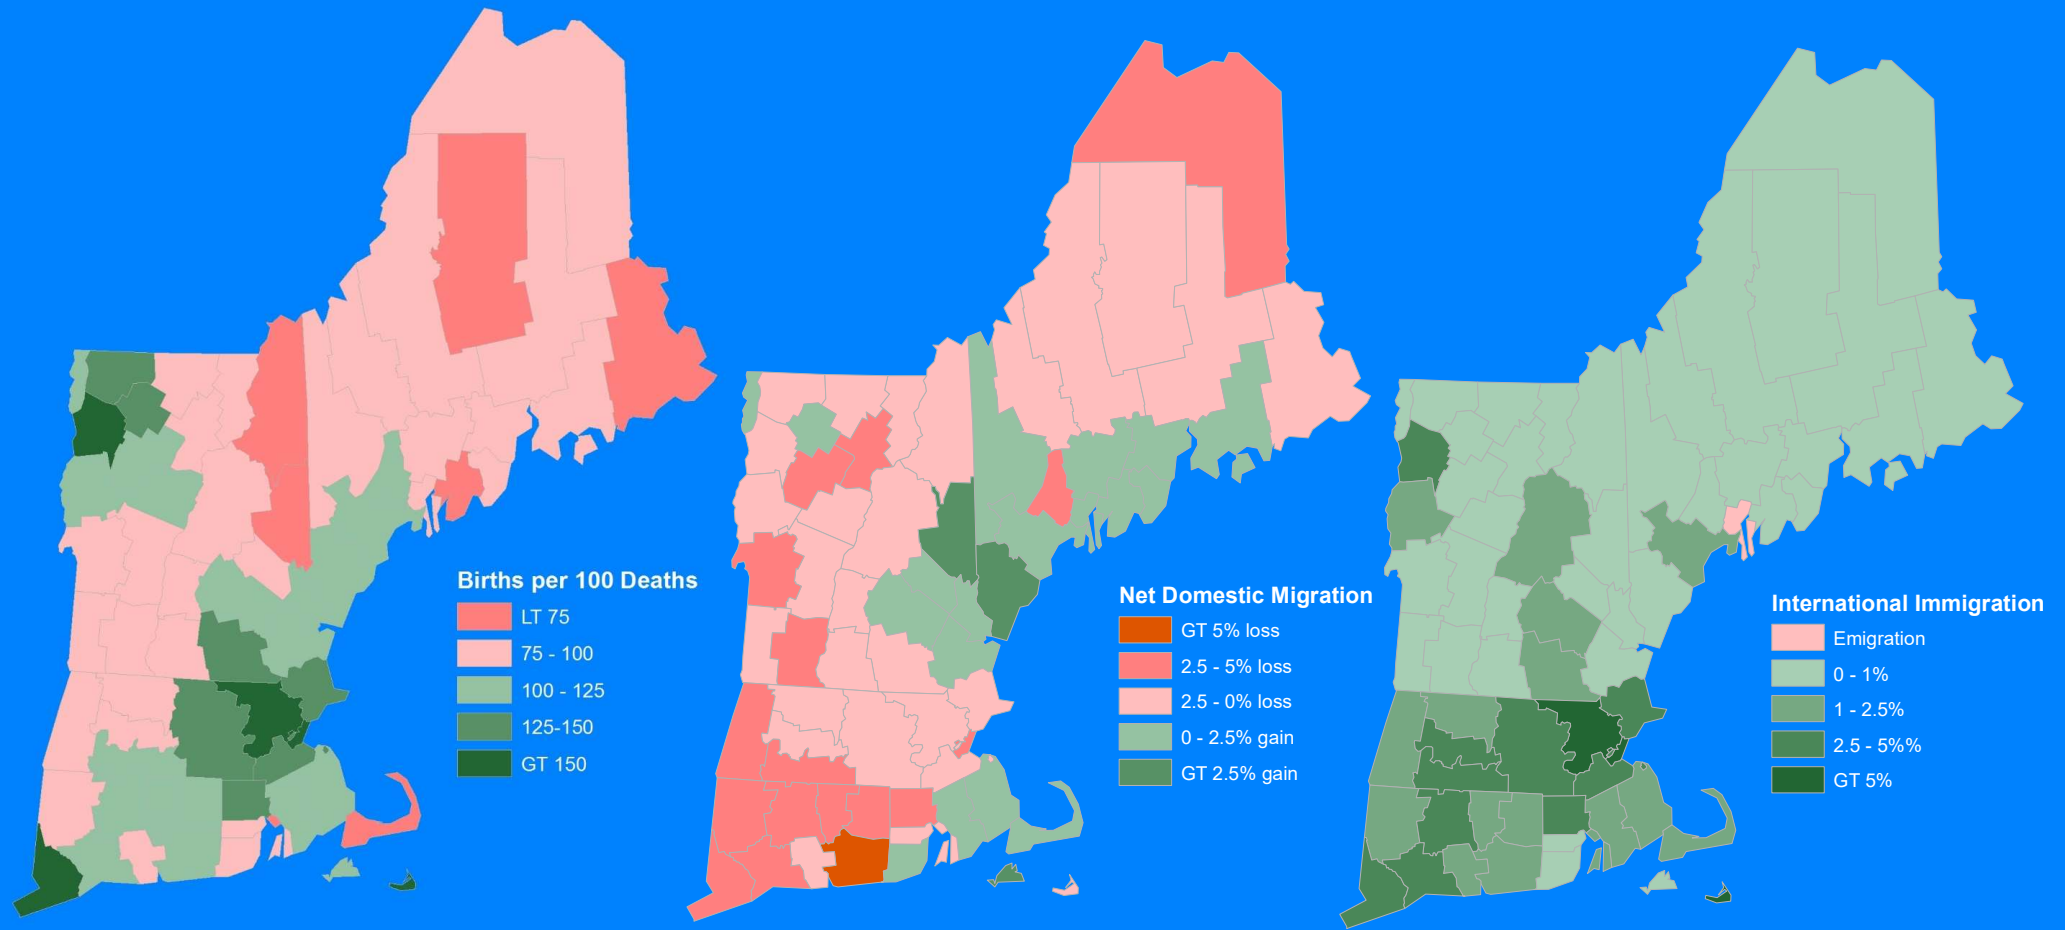 Births per 100 Deaths
LT 75
75 - 100
100 - 125
125-150
GT 150
Net Domestic Migration
GT 5% loss
2.5 - 5% loss
2.5 - 0% loss
0 - 2.5% gain
GT 2.5% gain
International Immigration
Emigration
0 - 1%
1 - 2.5%
2.5 - 5%%
GT 5%